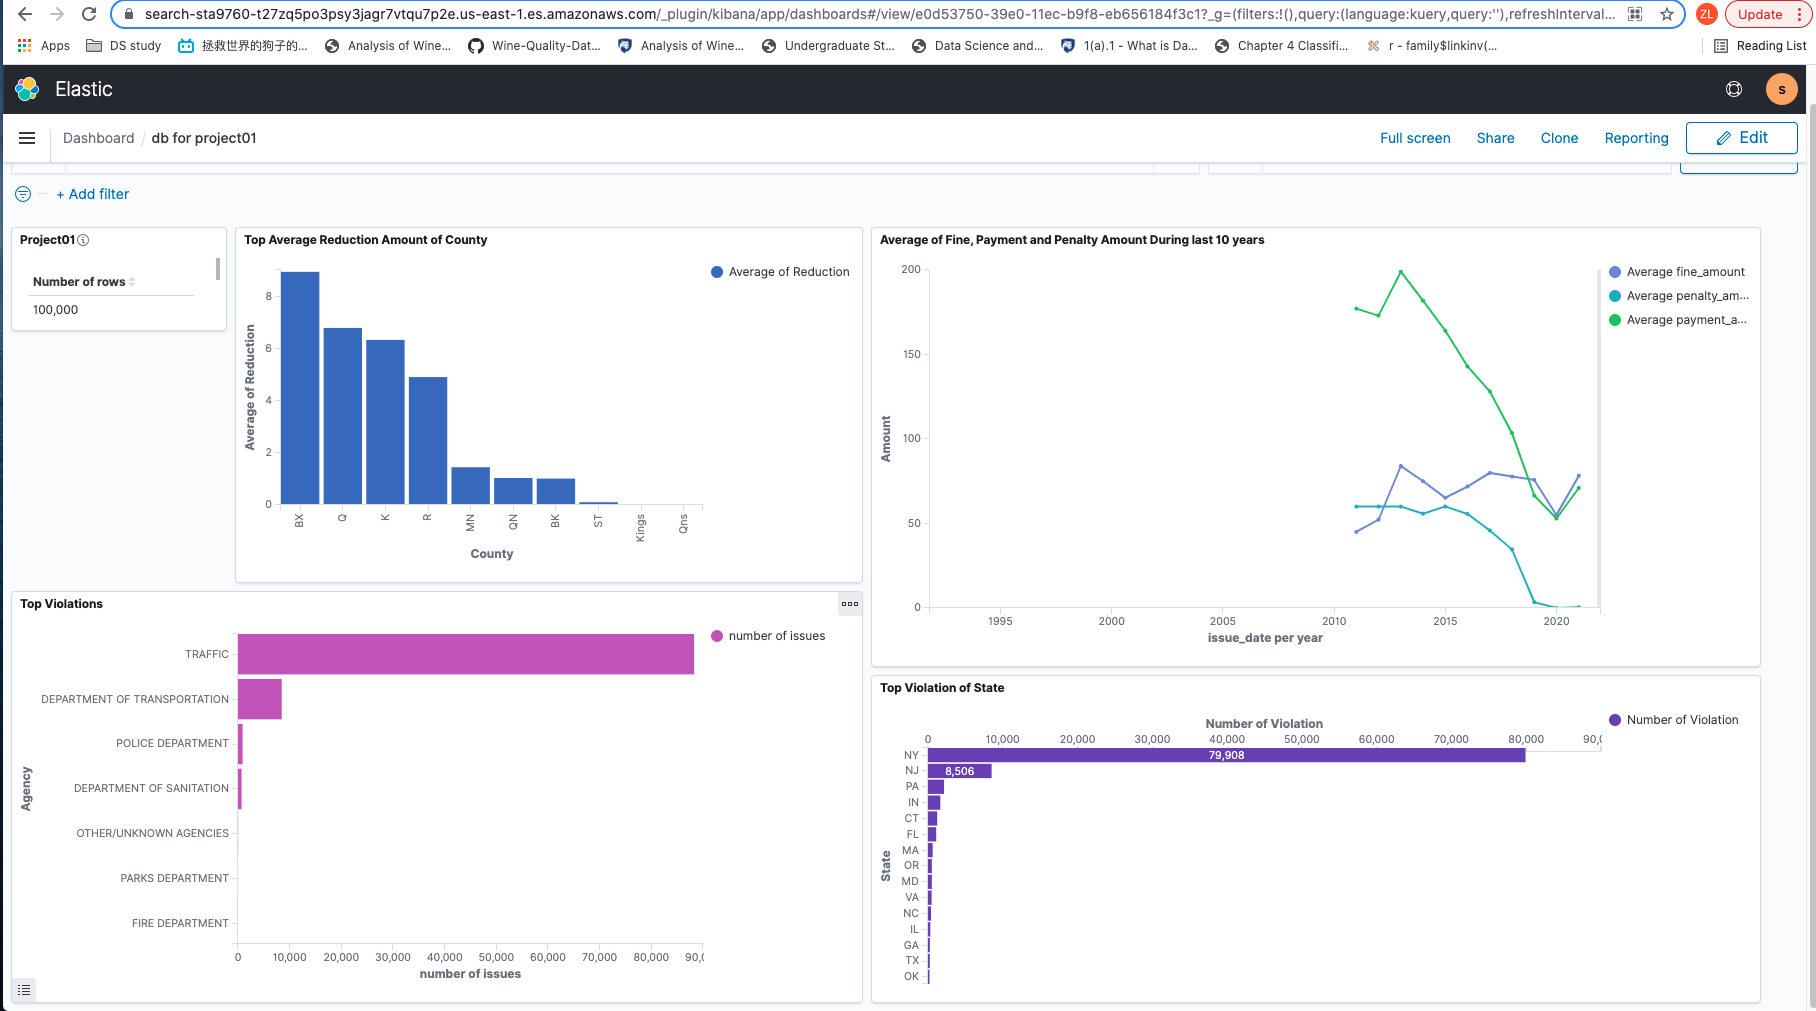 search-sta9760-t27zq5po3psy3jagr7vtqu7p2e.us-east-1.es.amazonaws.com/_plugin/kibana/app/dashboards#/view/e0d53750-39e0-11ec-b9f8-eb656184f3c1?_g=(filters:!(),query:(language:kuery,query:''),refreshInterval...
ZL
Update
Apps
DS study
拯救世界的狗子的...
Analysis of Wine...
Wine-Quality-Dat...
Analysis of Wine...
Undergraduate St...
Data Science and...
1(a).1 - What is Da...
Chapter 4 Classifi...
r - family$linkinv(...
Reading List
Elastic
s
Dashboard / db for project01
Full screen
Share
Clone
Reporting
Edit
+ Add filter
Project01
Number of rows
100,000
Top Average Reduction Amount of County
Average of Reduction
8
6
4
2
0
Average of Reduction
BX
Q
K
R
MN
QN
BK
ST
Kings
Qns
County
Average of Fine, Payment and Penalty Amount During last 10 years
Average fine_amount
Average penalty_am...
Average payment_a...
200
150
100
50
0
Amount
1995
2000
2005
2010
2015
2020
issue_date per year
Top Violations
number of issues
TRAFFIC
DEPARTMENT OF TRANSPORTATION
POLICE DEPARTMENT
DEPARTMENT OF SANITATION
OTHER/UNKNOWN AGENCIES
PARKS DEPARTMENT
FIRE DEPARTMENT
Agency
0
10,000
20,000
30,000
40,000
50,000
60,000
70,000
80,000
90,0
number of issues
Top Violation of State
Number of Violation
Number of Violation
0
10,000
20,000
30,000
40,000
50,000
60,000
70,000
80,000
90,0
NY
79,908
NJ
8,506
PA
IN
CT
FL
MA
OR
MD
VA
NC
IL
GA
TX
OK
State